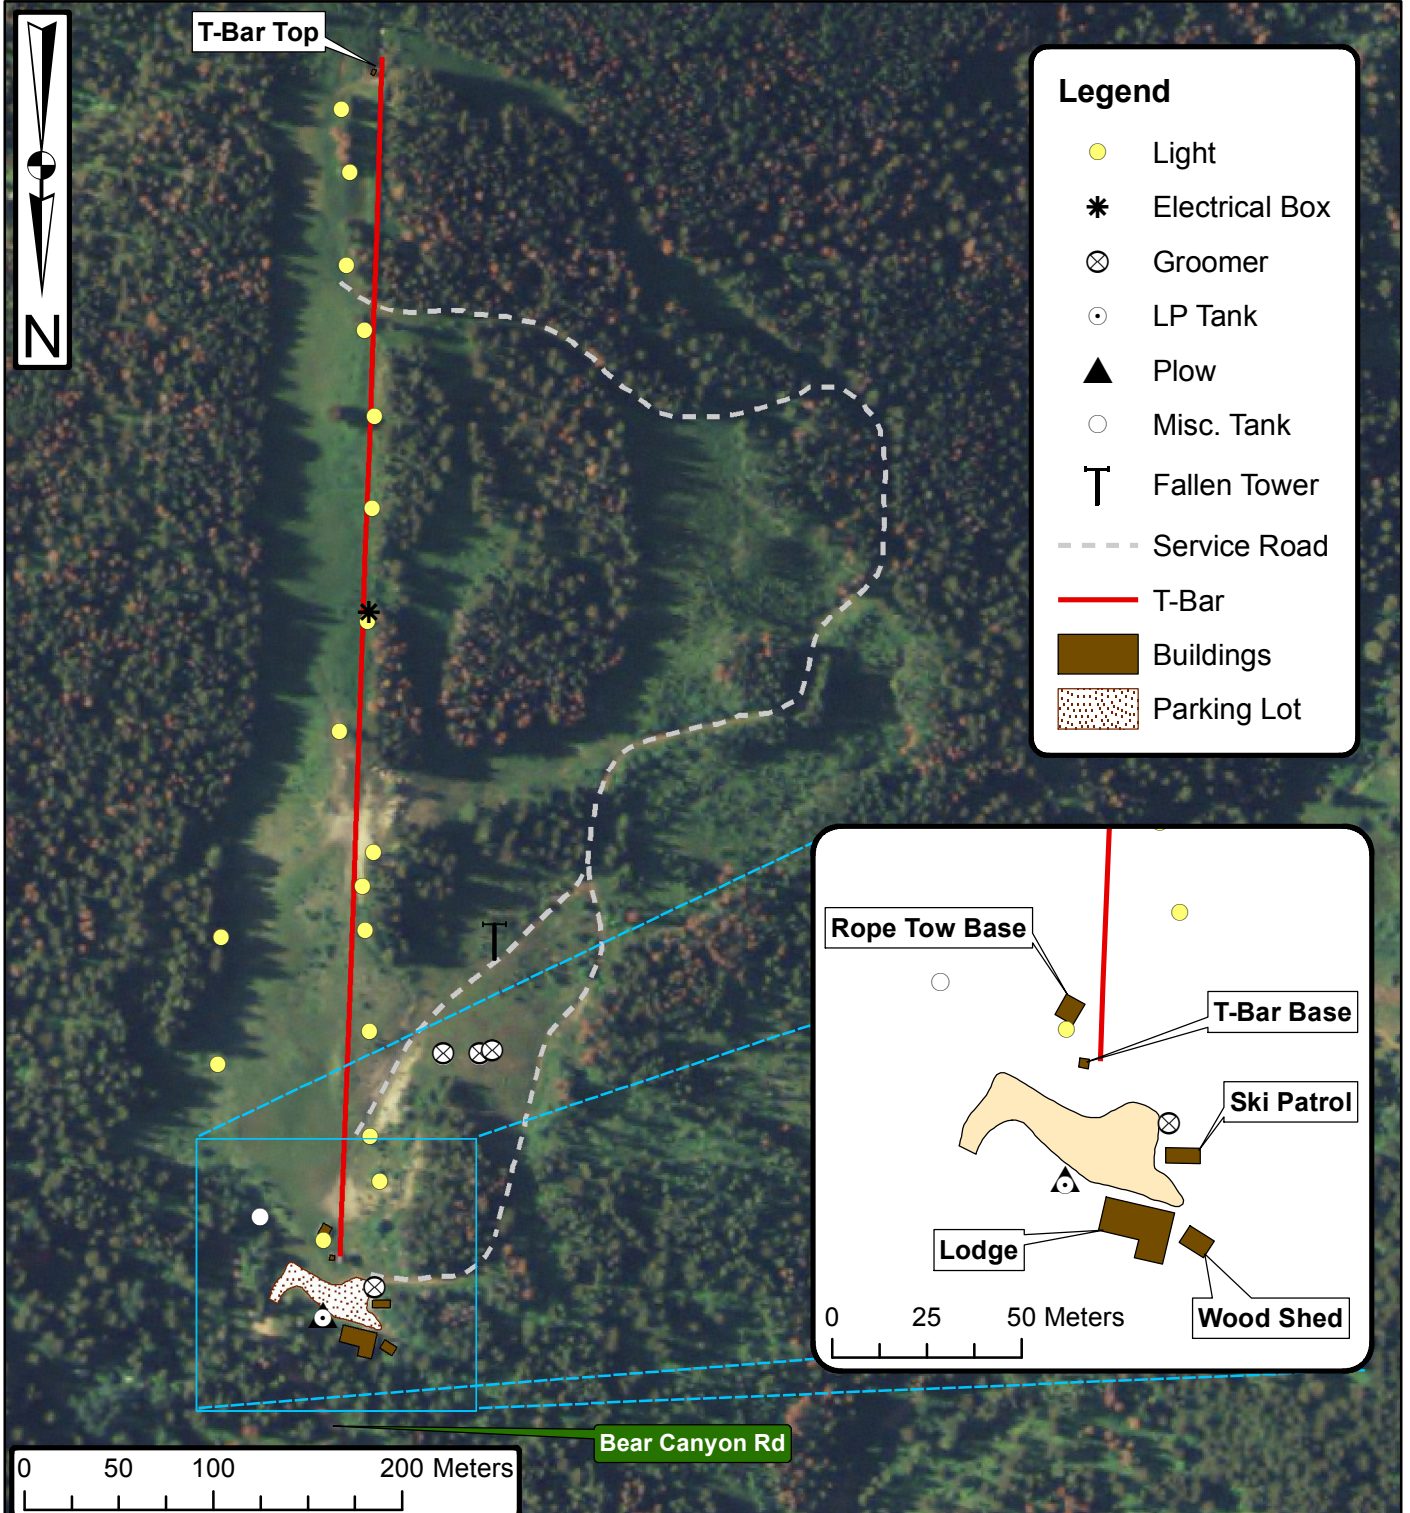 T-Bar Top
N
Legend
Light
Electrical Box
Groomer
LP Tank
Plow
Misc. Tank
Fallen Tower
Service Road
T-Bar
Buildings
Parking Lot
Rope Tow Base
T-Bar Base
Ski Patrol
Lodge
Wood Shed
0 25 50 Meters
Bear Canyon Rd
0 50 100 200 Meters